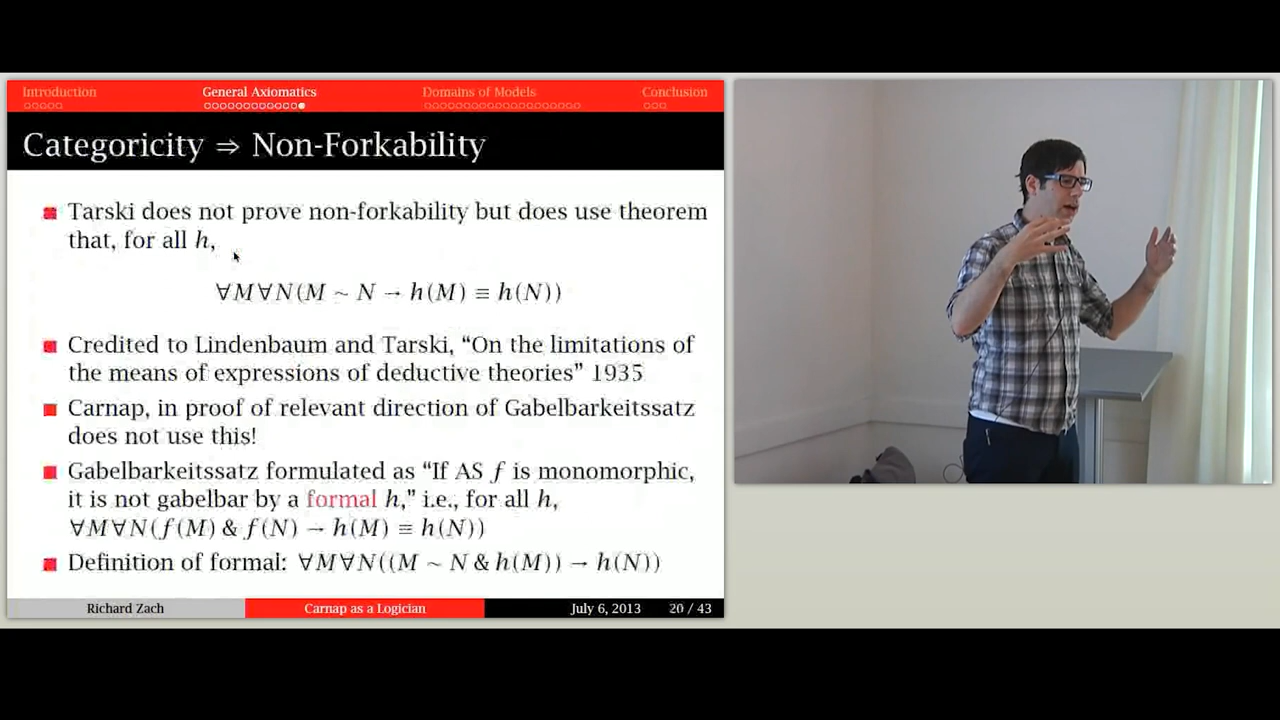 Introduction General Axiomatics Domains of Models Conclusion
Categoricity ⇒ Non-Forkability
Tarski does not prove non-forkability but does use theorem
that, for all h,
∀M∀N(M ~ N → h(M) ≡ h(N))
Credited to Lindenbaum and Tarski, “On the limitations of
the means of expressions of deductive theories” 1935
Carnap, in proof of relevant direction of Gabelbarkeitssatz
does not use this!
Gabelbarkeitssatz formulated as “If AS f is monomorphic,
it is not gabelbar by a formal h,” i.e., for all h,
∀M∀N(f(M) & f(N) → h(M) ≡ h(N))
Definition of formal: ∀M∀N((M ~ N & h(M)) → h(N))
Richard Zach Carnap as a Logician July 6, 2013 20 / 43